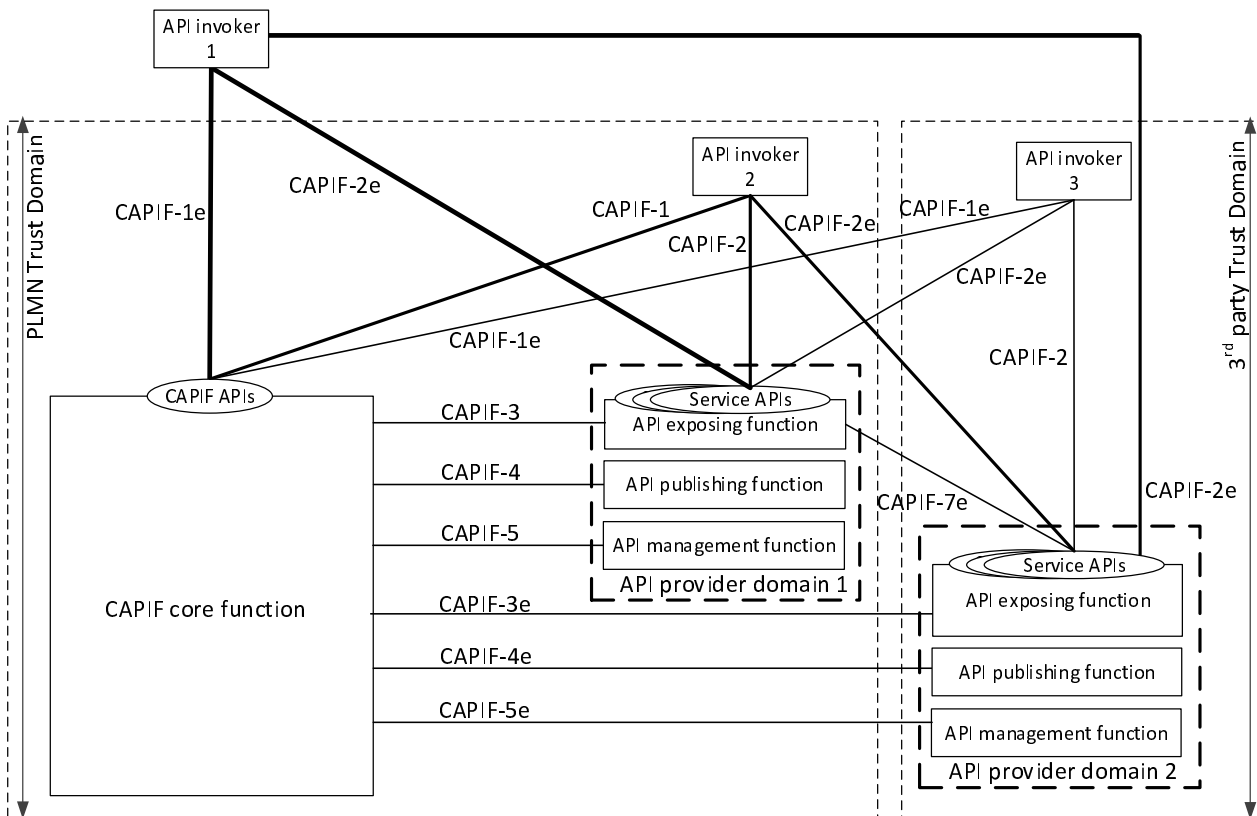 API invoker
1
PLMN Trust Domain
API invoker
2
API invoker
3
3rd party Trust Domain
CAPIF-2e
CAPIF-1e
CAPIF-1
CAPIF-2e
CAPIF-1e
CAPIF-2
CAPIF-2e
CAPIF-1e
CAPIF-2
CAPIF APIs
Service APIs
CAPIF-3
API exposing function
CAPIF-4
API publishing function
CAPIF-7e
CAPIF-2e
CAPIF-5
API management function
Service APIs
API provider domain 1
CAPIF core function
CAPIF-3e
API exposing function
CAPIF-4e
API publishing function
CAPIF-5e
API management function
API provider domain 2